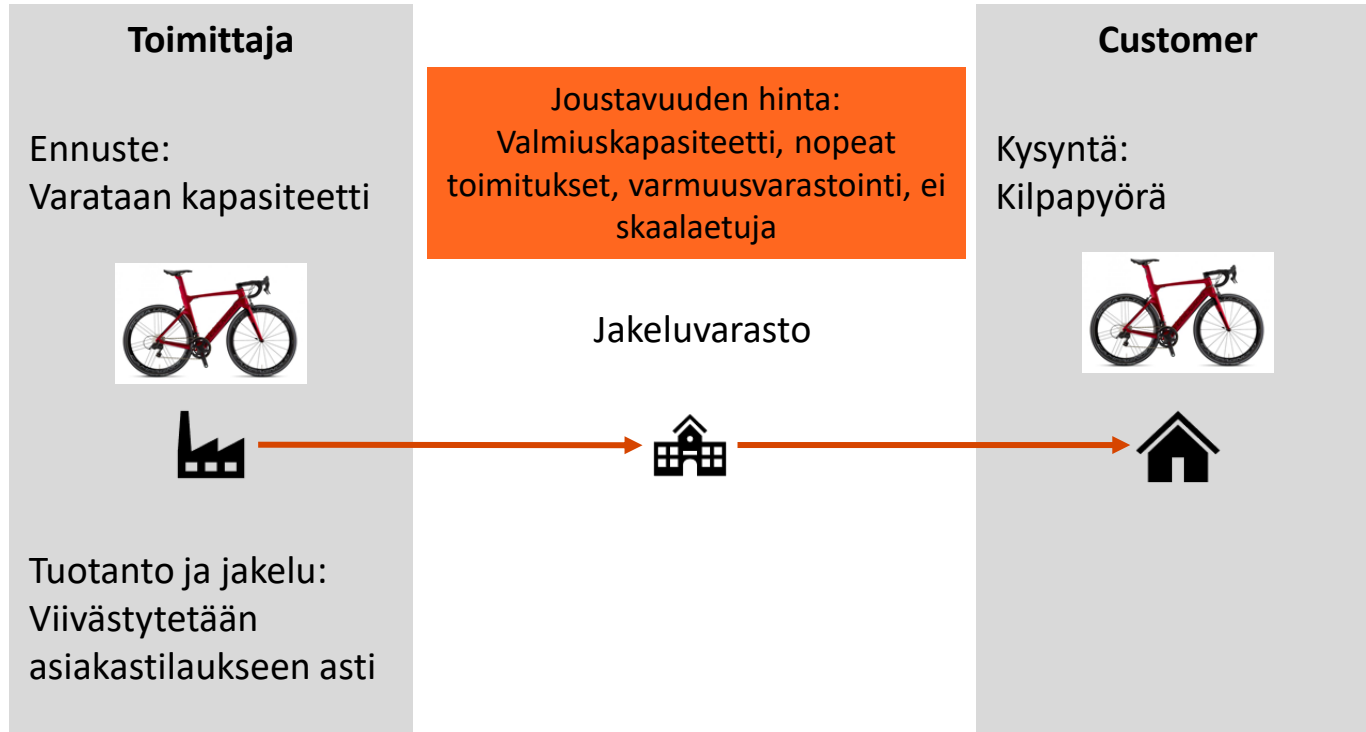 Toimittaja
Ennuste:
Varataan kapasiteetti
Tuotanto ja jakelu:
Viivästytetään
asiakastilaukseen asti
Joustavuuden hinta:
Valmiuskapasiteetti, nopeat
toimitukset, varmuusvarastointi, ei
skaalaetuja
Jakeluvarasto
Customer
Kysyntä:
Kilpapyörä